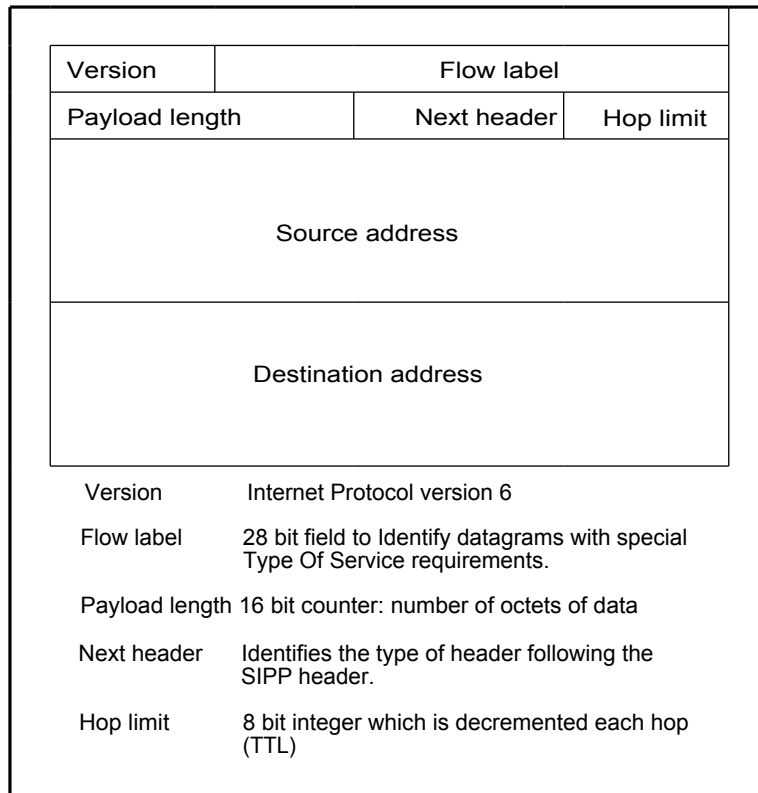 Version Flow label
Payload length Next header Hop limit
Source address
Destination address
Version Internet Protocol version 6
Flow label 28 bit field to Identify datagrams with special
Type Of Service requirements.
Payload length 16 bit counter: number of octets of data
Next header Identifies the type of header following the
SIPP header.
Hop limit 8 bit integer which is decremented each hop
(TTL)